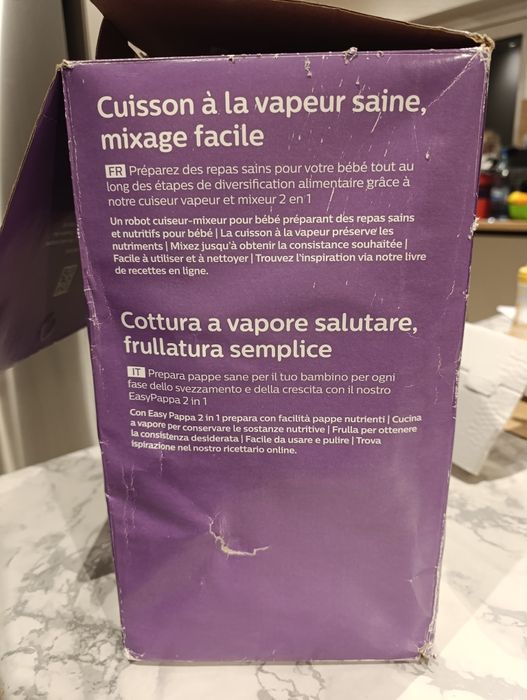 Cuisson à la vapeur saine,
mixage facile
FR Préparez des repas sains pour votre bébé tout au
long des étapes de diversification alimentaire grâce à
notre cuiseur vapeur et mixeur 2 en 1
Un robot cuiseur-mixeur pour bébé préparant des repas sains
et nutritifs pour bébé | La cuisson à la vapeur préserve les
nutriments | Mixez jusqu'à obtenir la consistance souhaitée |
Facile à utiliser et à nettoyer | Trouvez l'inspiration via notre livre
de recettes en ligne.
Cottura a vapore salutare,
frullatura semplice
IT Prepara pappe sane per il tuo bambino per ogni
fase dello svezzamento e della crescita con il nostro
EasyPappa 2 in 1
Con Easy Pappa 2 in 1 prepara con facilità pappe nutrienti | Cucina
a vapore per conservare le sostanze nutritive | Frulla per ottenere
la consistenza desiderata | Facile da usare e pulire | Trova
ispirazione nel nostro ricettario online.